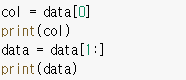 col = data[0]
print(col)
data = data[1:]
print(data)